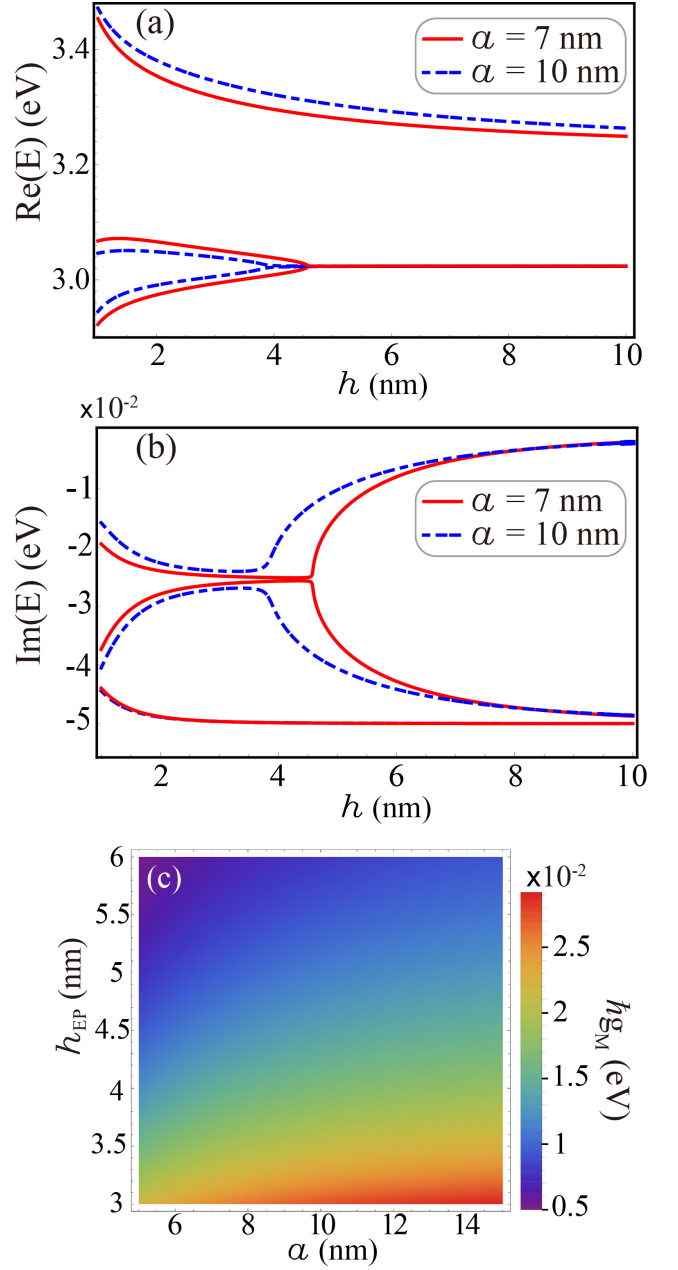 (a)
a = 7 nm
a = 10 nm
Re(E) (eV)
3.4
3.2
3.0
2 4 6 8 10
h (nm)
x10⁻²
(b)
a = 7 nm
a = 10 nm
Im(E) (eV)
-1
-2
-3
-4
-5
2 4 6 8 10
h (nm)
(c)
x10⁻²
h_EP (nm)
6
5.5
5
4.5
4
3.5
3
6 8 10 12 14
a (nm)
2.5
2
1.5
1
0.5
ħg_M (eV)